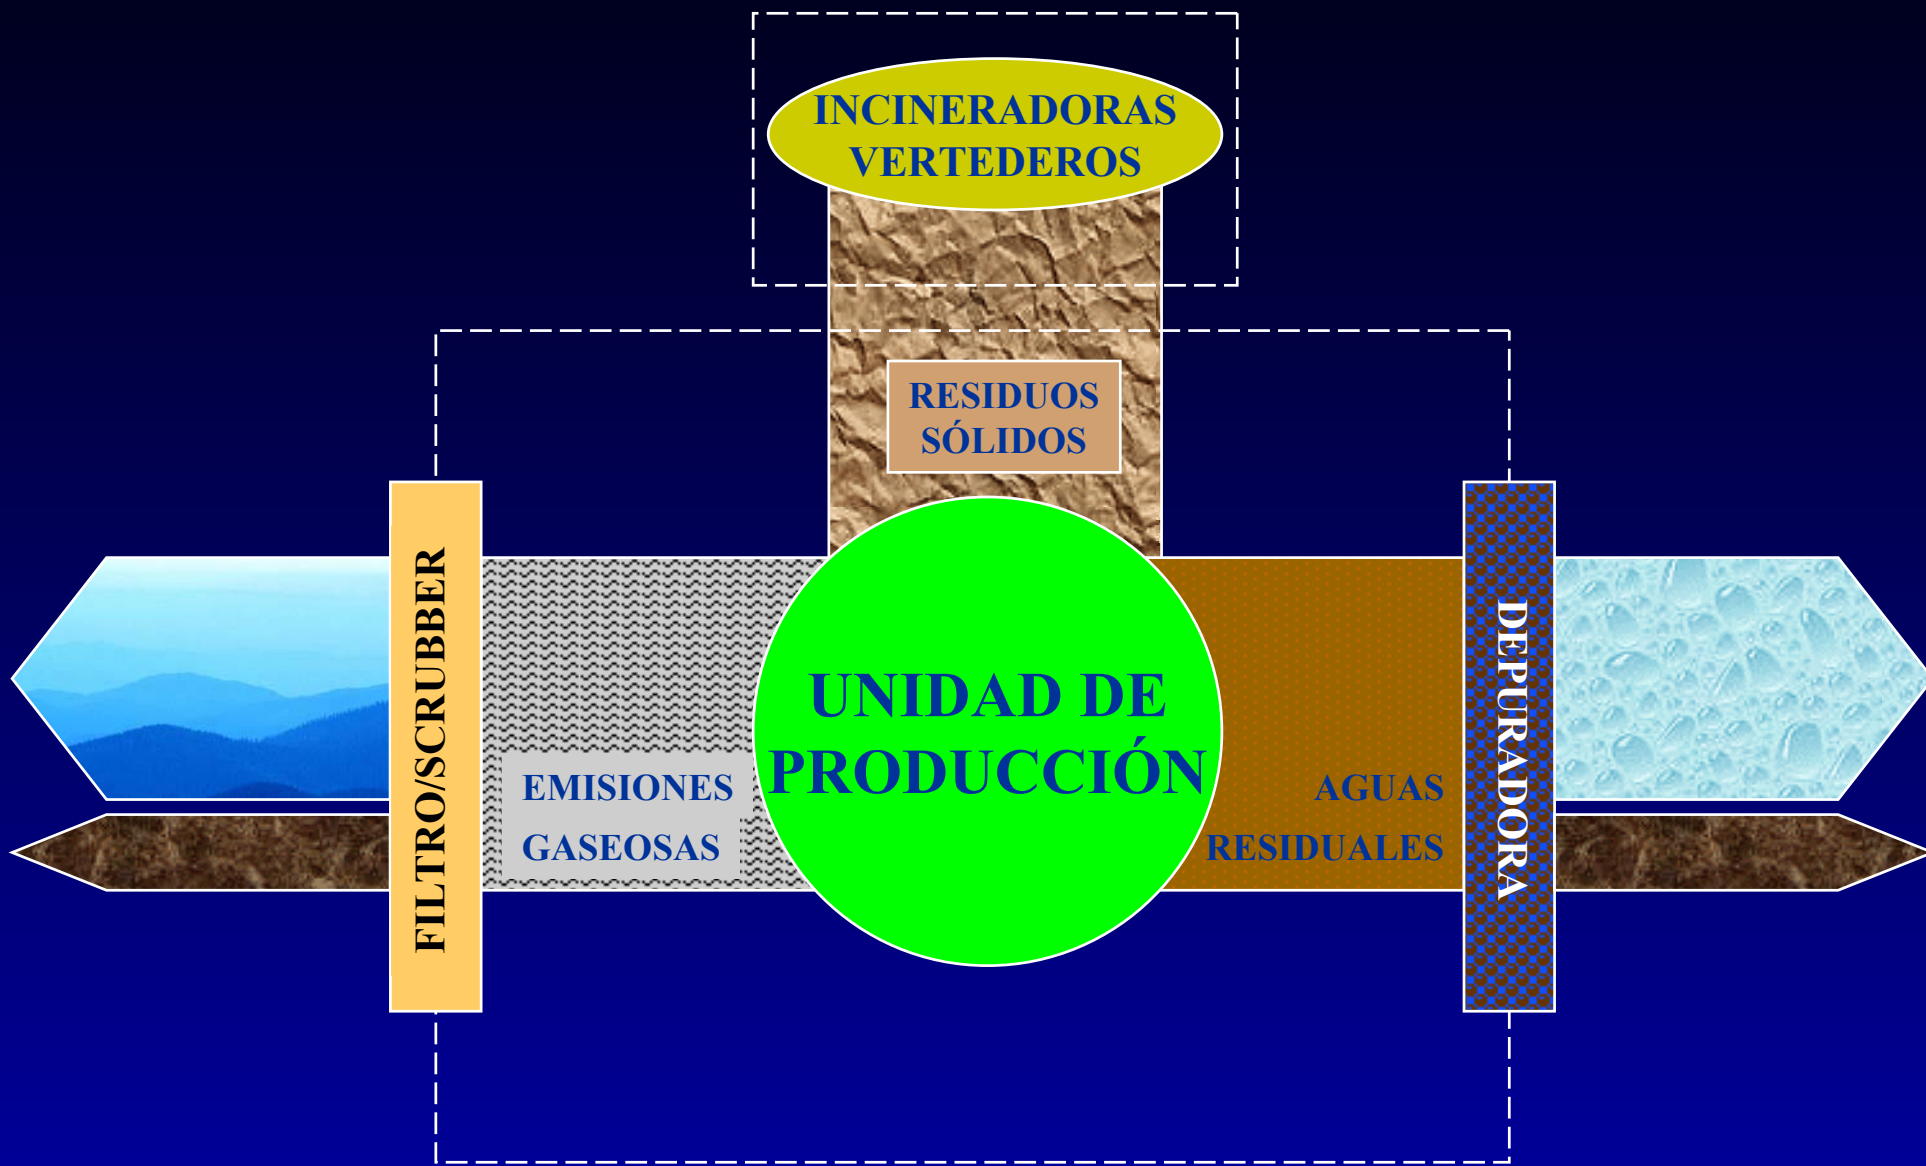 INCINERADORAS
VERTEDEROS
RESIDUOS
SÓLIDOS
FILTRO/SCRUBBER
EMISIONES
GASEOSAS
UNIDAD DE
PRODUCCIÓN
AGUAS
RESIDUALES
DEPURADORA